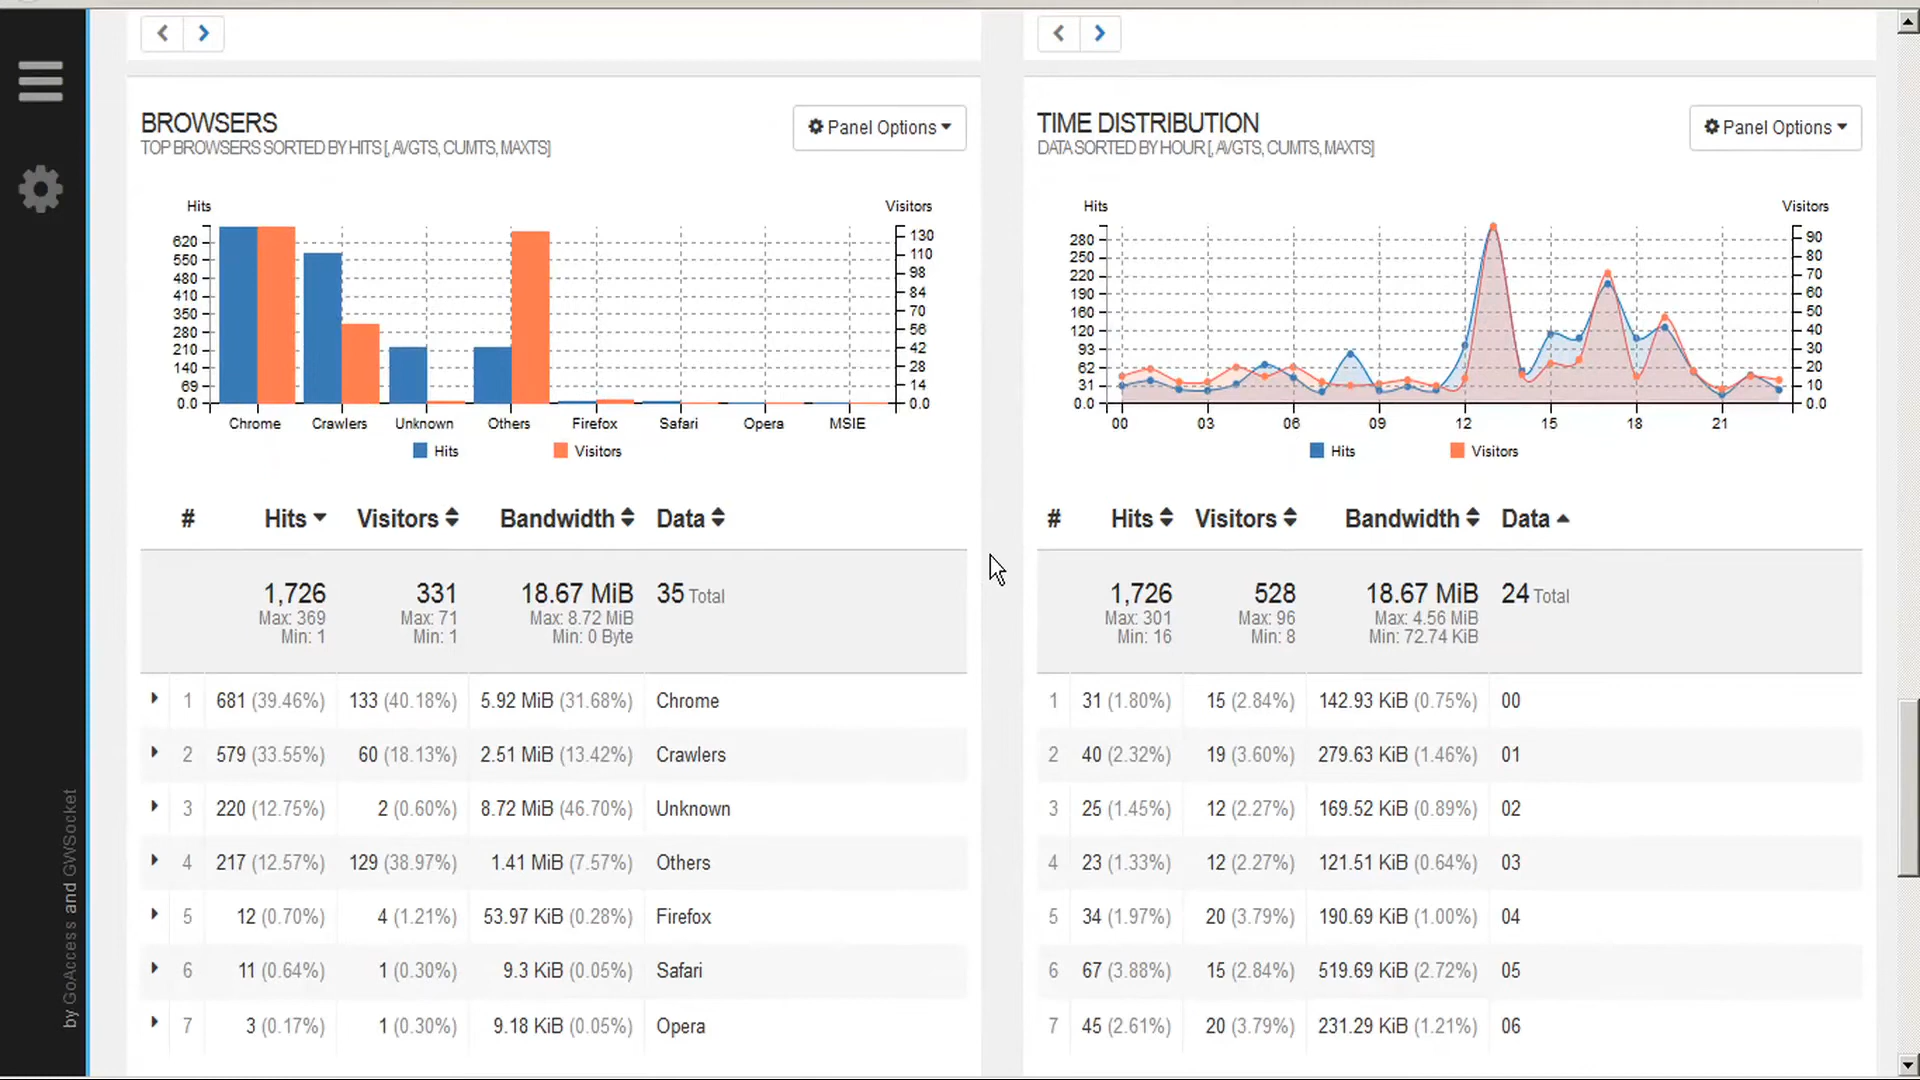 BROWSERS
TOP BROWSERS SORTED BY HITS [, AVGTS, CUMTS, MAXTS]
Panel Options
Hits Visitors
620
550
480
410
350
280
210
140
69
0.0
130
110
98
84
70
56
42
28
14
0.0
Chrome Crawlers Unknown Others Firefox Safari Opera MSIE
Hits Visitors
# Hits Visitors Bandwidth Data
1,726 331 18.67 MiB 35 Total
Max: 369 Max: 71 Max: 8.72 MiB
Min: 1 Min: 1 Min: 0 Byte
1 681 (39.46%) 133 (40.18%) 5.92 MiB (31.68%) Chrome
2 579 (33.55%) 60 (18.13%) 2.51 MiB (13.42%) Crawlers
3 220 (12.75%) 2 (0.60%) 8.72 MiB (46.70%) Unknown
4 217 (12.57%) 129 (38.97%) 1.41 MiB (7.57%) Others
5 12 (0.70%) 4 (1.21%) 53.97 KiB (0.28%) Firefox
6 11 (0.64%) 1 (0.30%) 9.3 KiB (0.05%) Safari
7 3 (0.17%) 1 (0.30%) 9.18 KiB (0.05%) Opera
TIME DISTRIBUTION
DATA SORTED BY HOUR [, AVGTS, CUMTS, MAXTS]
Panel Options
Hits Visitors
280
250
220
190
160
120
93
62
31
0.0
90
80
70
60
50
40
30
20
10
0.0
00 03 06 09 12 15 18 21
Hits Visitors
# Hits Visitors Bandwidth Data
1,726 528 18.67 MiB 24 Total
Max: 301 Max: 96 Max: 4.56 MiB
Min: 16 Min: 8 Min: 72.74 KiB
1 31 (1.80%) 15 (2.84%) 142.93 KiB (0.75%) 00
2 40 (2.32%) 19 (3.60%) 279.63 KiB (1.46%) 01
3 25 (1.45%) 12 (2.27%) 169.52 KiB (0.89%) 02
4 23 (1.33%) 12 (2.27%) 121.51 KiB (0.64%) 03
5 34 (1.97%) 20 (3.79%) 190.69 KiB (1.00%) 04
6 67 (3.88%) 15 (2.84%) 519.69 KiB (2.72%) 05
7 45 (2.61%) 20 (3.79%) 231.29 KiB (1.21%) 06
by GoAccess and GWSocket